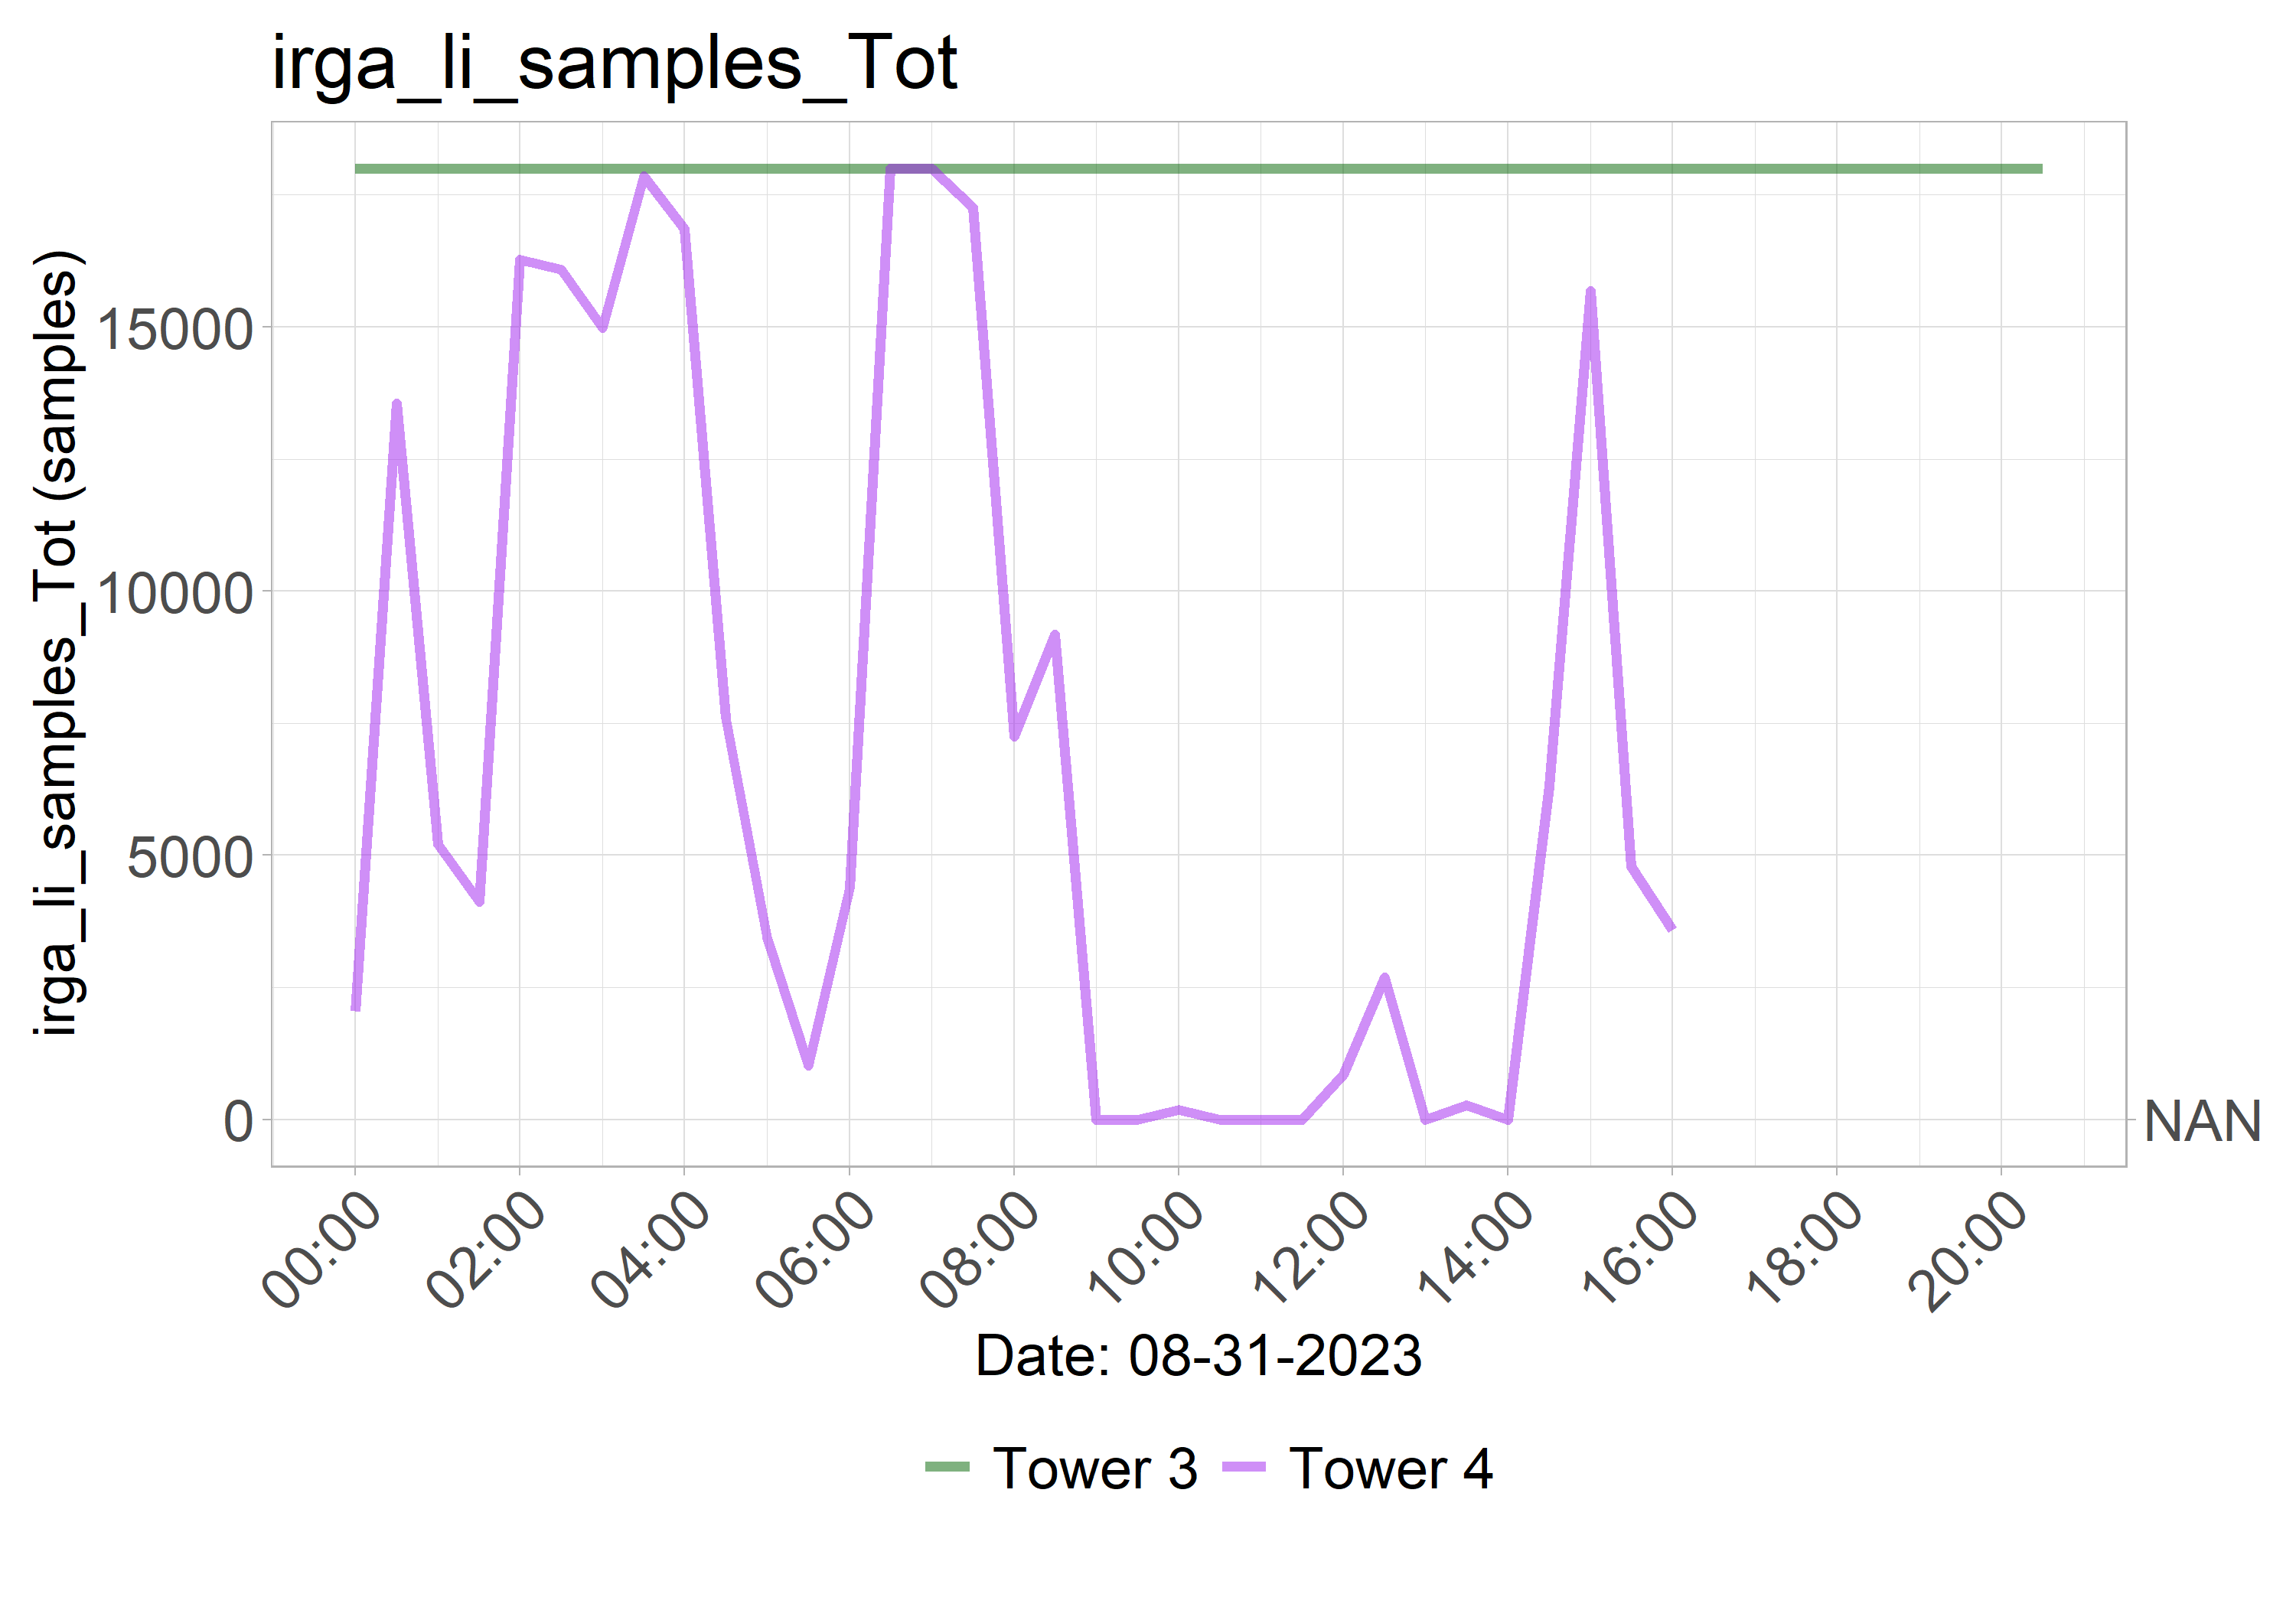 irga_li_samples_Tot
irga_li_samples_Tot (samples)
15000
10000
5000
0
NAN
00:00
02:00
04:00
06:00
08:00
10:00
12:00
14:00
16:00
18:00
20:00
Date: 08-31-2023
Tower 3
Tower 4